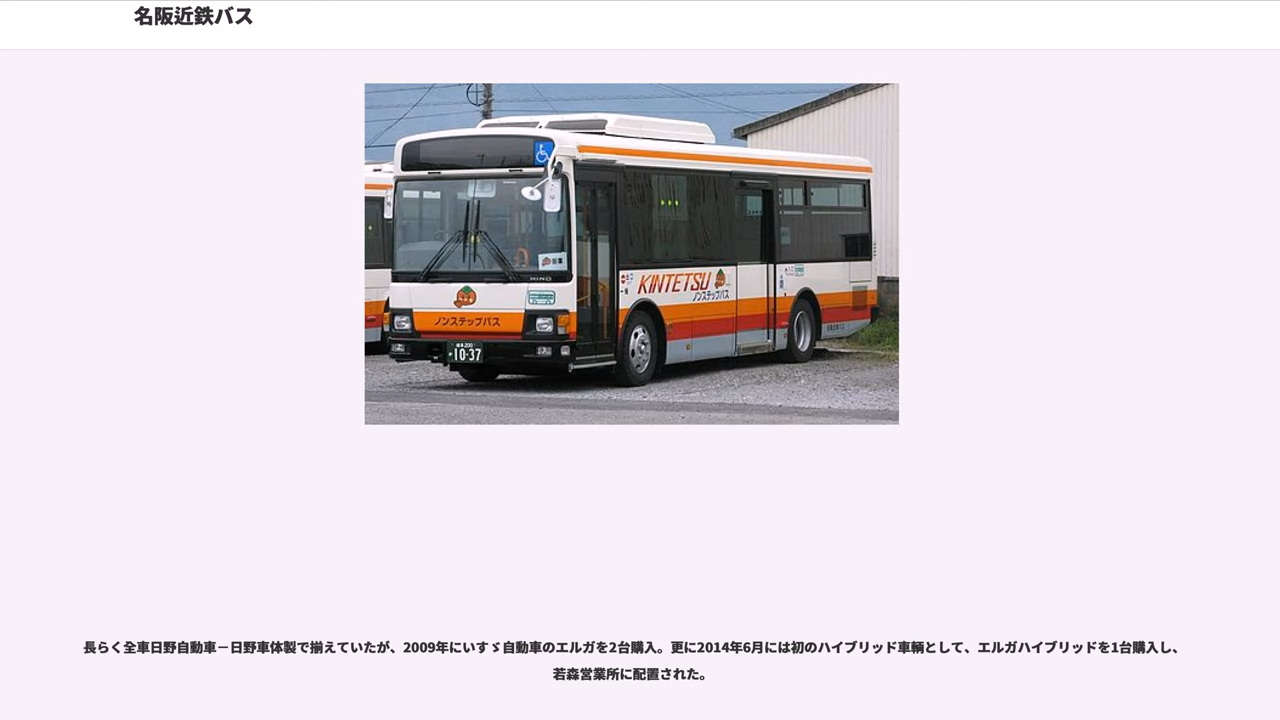 名阪近鉄バス
HINO
KINTETSU
ノンステップバス
ノンステップバス
10-37
長らく全車日野自動車－日野車体製で揃えていたが、2009年にいすゞ自動車のエルガを2台購入。更に2014年6月には初のハイブリッド車輌として、エルガハイブリッドを1台購入し、
若森営業所に配置された。